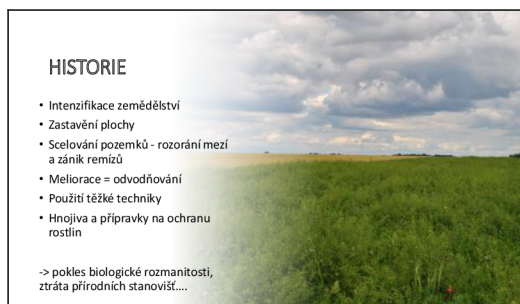 HISTORIE
• Intenzifikace zemědělství
• Zastavění plochy
• Scelování pozemků - rozorání mezí
a zánik remízů
• Meliorace = odvodňování
• Použití těžké techniky
• Hnojiva a přípravky na ochranu
rostlin
-> pokles biologické rozmanitosti,
ztráta přírodních stanovišť....